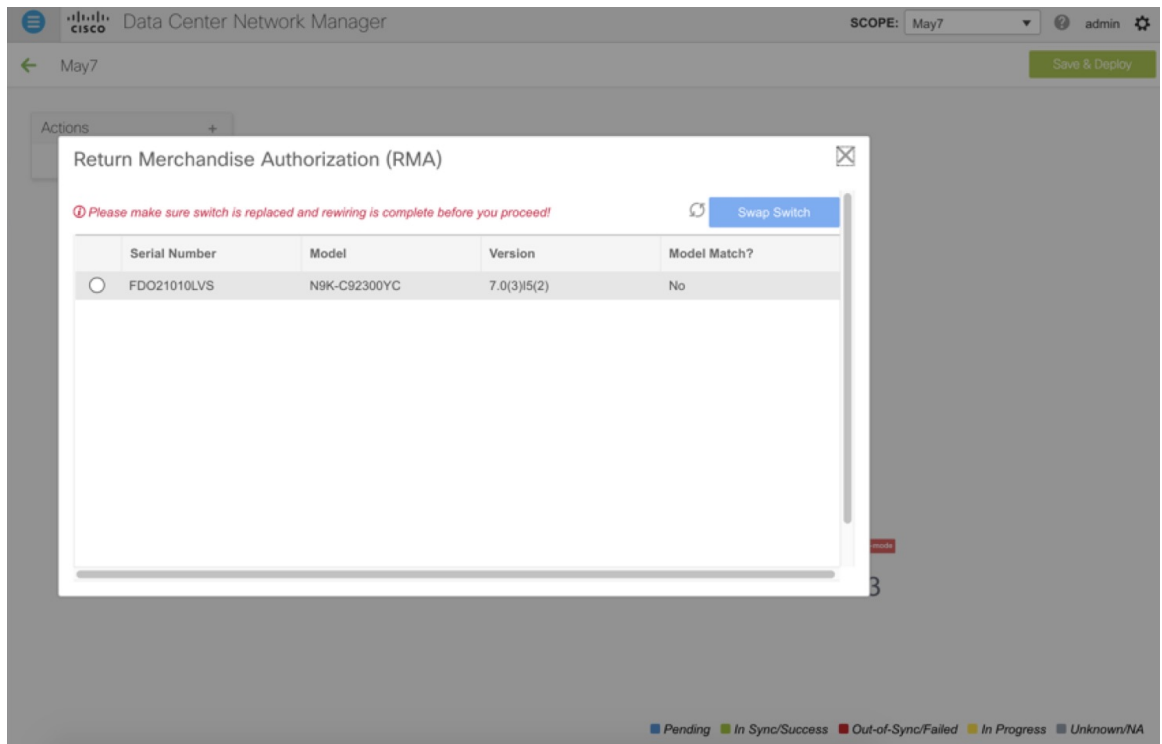 cisco Data Center Network Manager SCOPE: May7 admin
May7 Save & Deploy
Actions +
Return Merchandise Authorization (RMA)
Please make sure switch is replaced and rewiring is complete before you proceed! Swap Switch
Serial Number Model Version Model Match?
FDO21010LVS N9K-C92300YC 7.0(3)I5(2) No
mode
3
Pending In Sync/Success Out-of-Sync/Failed In Progress Unknown/NA